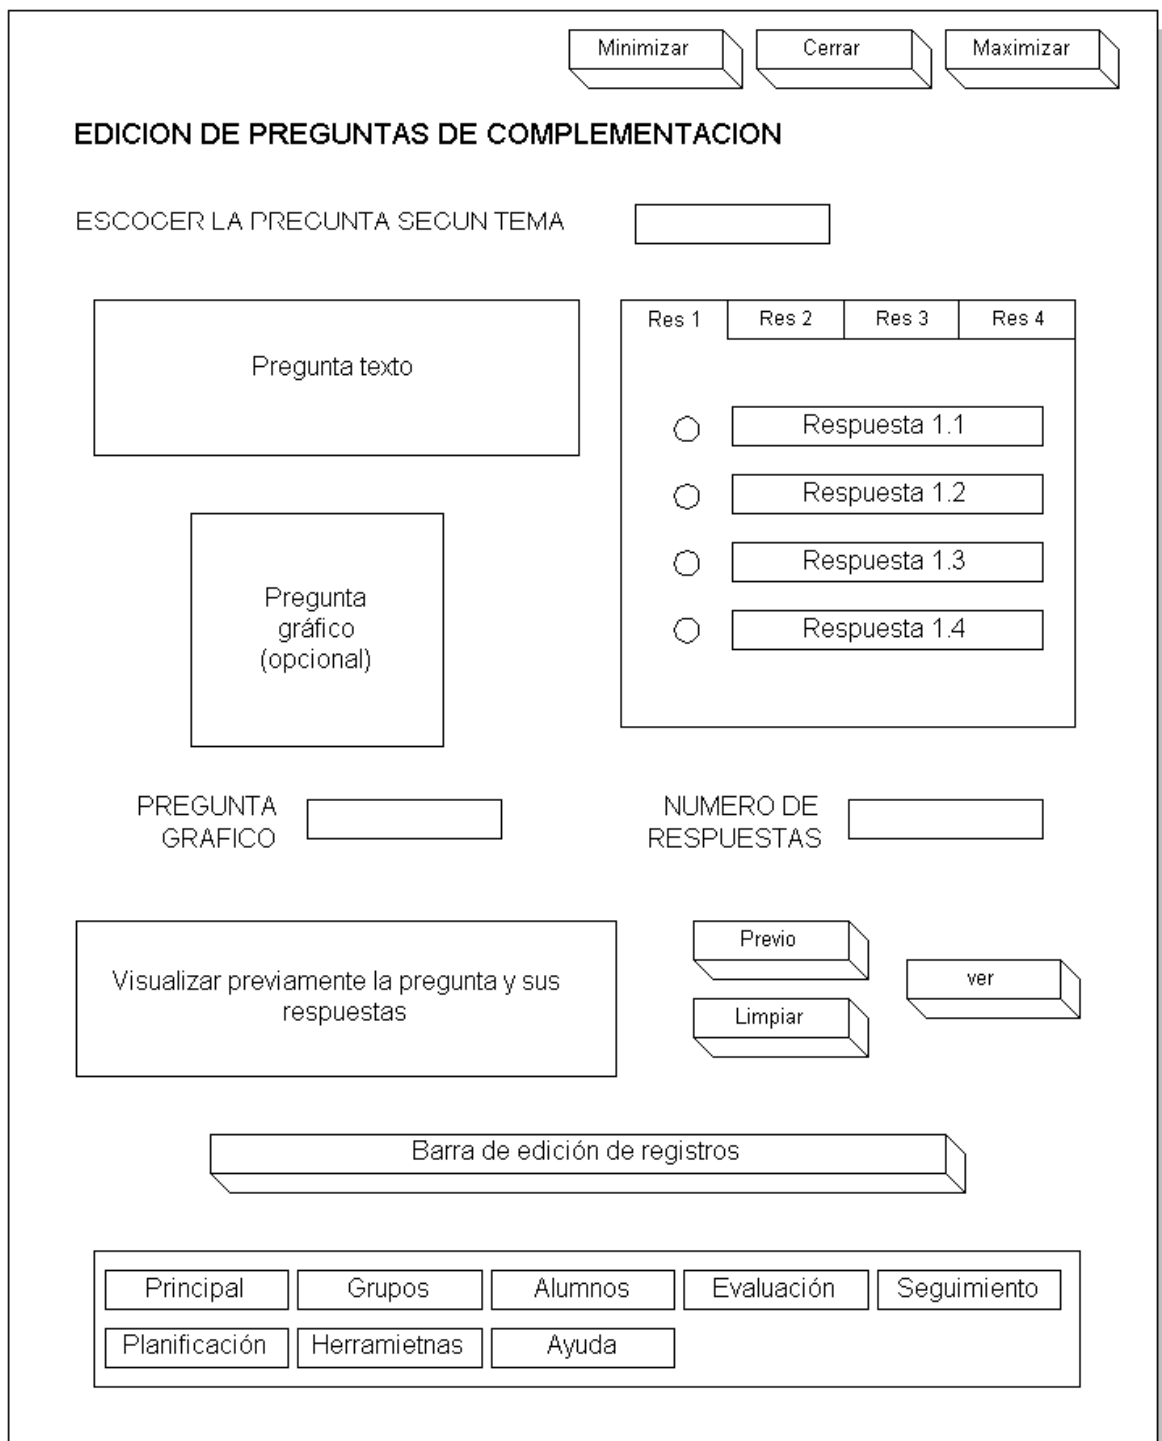 Minimizar Cerrar Maximizar
EDICION DE PREGUNTAS DE COMPLEMENTACION
ESCOGER LA PREGUNTA SEGUN TEMA
Res 1 Res 2 Res 3 Res 4
Pregunta texto
Respuesta 1.1
Respuesta 1.2
Respuesta 1.3
Respuesta 1.4
Pregunta
gráfico
(opcional)
PREGUNTA
GRAFICO
NUMERO DE
RESPUESTAS
Visualizar previamente la pregunta y sus
respuestas
Previo
ver
Limpiar
Barra de edición de registros
Principal Grupos Alumnos Evaluación Seguimiento
Planificación Herramietnas Ayuda